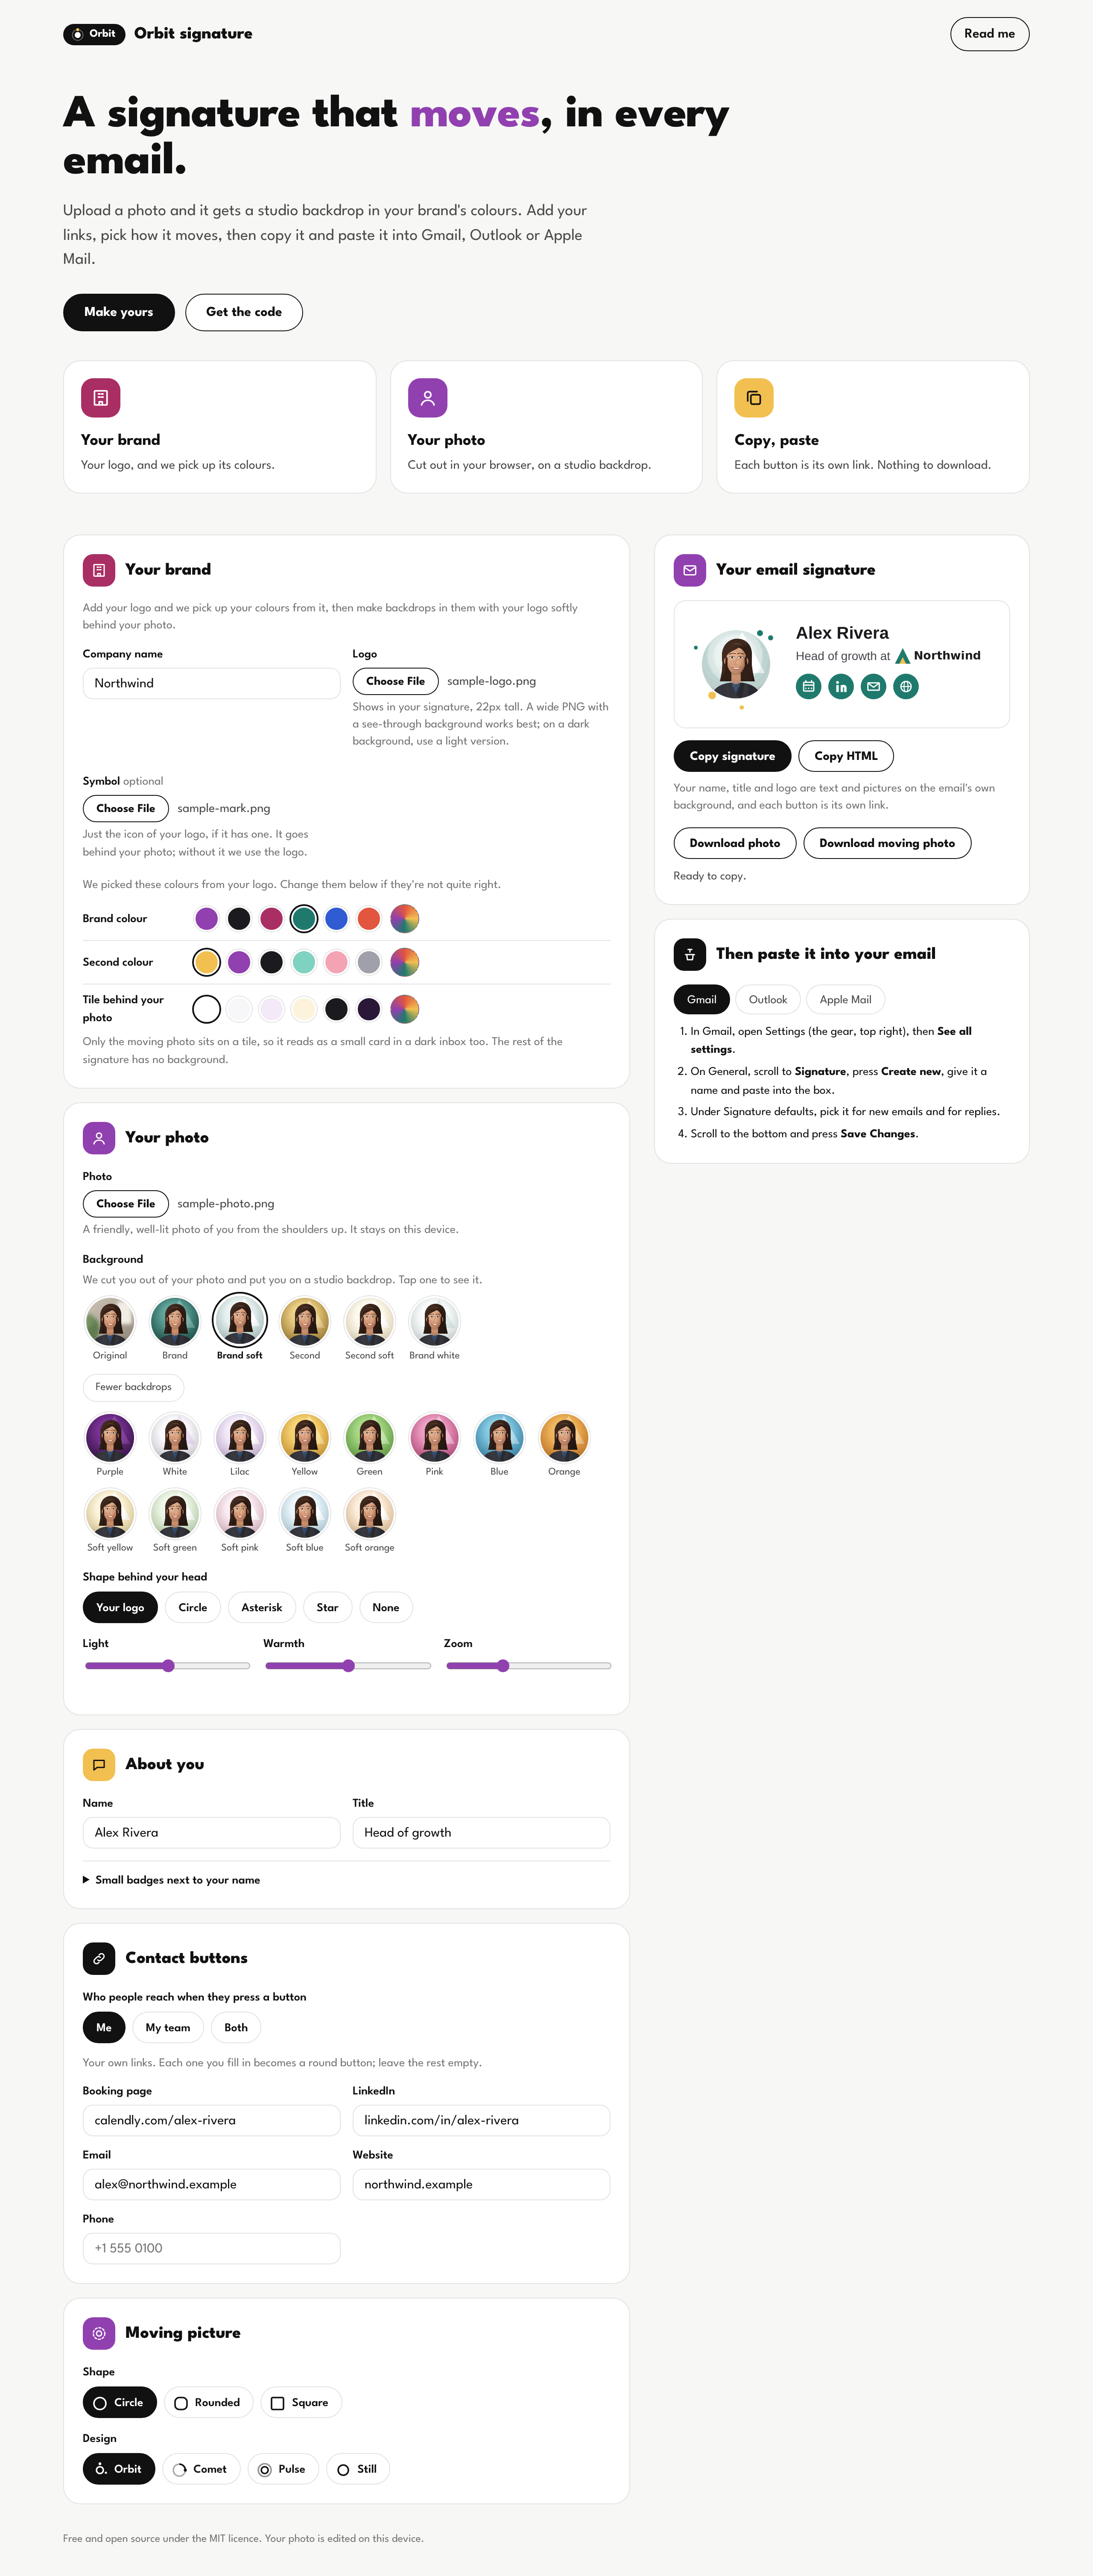 Orbit
Orbit signature
Read me
A signature that moves, in every
email.
Upload a photo and it gets a studio backdrop in your brand's colours. Add your
links, pick how it moves, then copy it and paste it into Gmail, Outlook or Apple
Mail.
Make yours
Get the code
Your brand
Your logo, and we pick up its colours.
Your photo
Cut out in your browser, on a studio backdrop.
Copy, paste
Each button is its own link. Nothing to download.
Your brand
Add your logo and we pick up your colours from it, then make backdrops in them with your logo softly
behind your photo.
Company name
Northwind
Logo
Choose File sample-logo.png
Shows in your signature, 22px tall. A wide PNG with
a see-through background works best; on a dark
background, use a light version.
Symbol optional
Choose File sample-mark.png
Just the icon of your logo, if it has one. It goes
behind your photo; without it we use the logo.
We picked these colours from your logo. Change them below if they're not quite right.
Brand colour
Second colour
Tile behind your
photo
Only the moving photo sits on a tile, so it reads as a small card in a dark inbox too. The rest of the
signature has no background.
Your photo
Photo
Choose File sample-photo.png
A friendly, well-lit photo of you from the shoulders up. It stays on this device.
Background
We cut you out of your photo and put you on a studio backdrop. Tap one to see it.
Original Brand Brand soft Second Second soft Brand white
Fewer backdrops
Purple White Lilac Yellow Green Pink Blue Orange
Soft yellow Soft green Soft pink Soft blue Soft orange
Shape behind your head
Your logo Circle Asterisk Star None
Light Warmth Zoom
About you
Name
Alex Rivera
Title
Head of growth
Small badges next to your name
Contact buttons
Who people reach when they press a button
Me My team Both
Your own links. Each one you fill in becomes a round button; leave the rest empty.
Booking page
calendly.com/alex-rivera
LinkedIn
linkedin.com/in/alex-rivera
Email
alex@northwind.example
Website
northwind.example
Phone
+1 555 0100
Moving picture
Shape
Circle Rounded Square
Design
Orbit Comet Pulse Still
Your email signature
Alex Rivera
Head of growth at Northwind
in
Copy signature Copy HTML
Your name, title and logo are text and pictures on the email's own
background, and each button is its own link.
Download photo Download moving photo
Ready to copy.
Then paste it into your email
Gmail Outlook Apple Mail
1. In Gmail, open Settings (the gear, top right), then See all
settings.
2. On General, scroll to Signature, press Create new, give it a
name and paste into the box.
3. Under Signature defaults, pick it for new emails and for replies.
4. Scroll to the bottom and press Save Changes.
Free and open source under the MIT licence. Your photo is edited on this device.